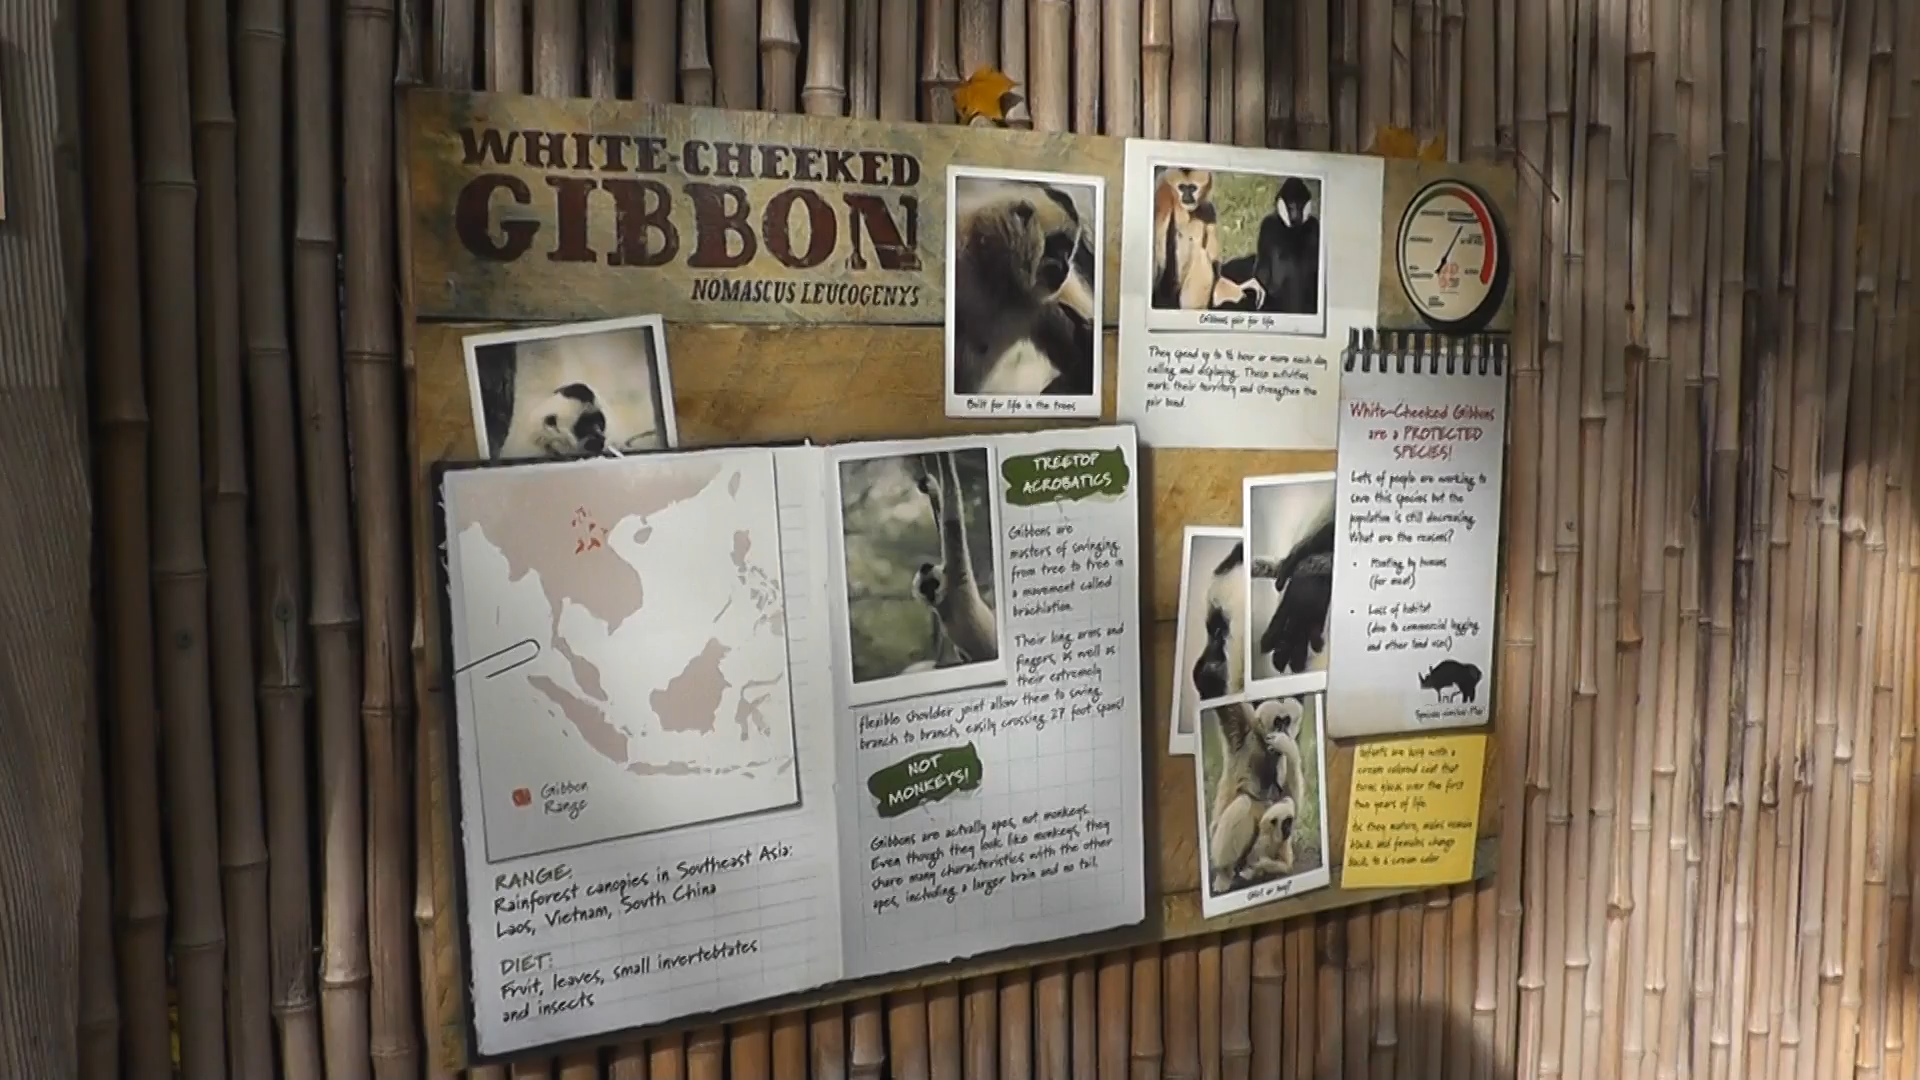 WHITE-CHEEKED
GIBBON
NOMASCUS LEUCOGENYS
Built for life in the trees
Gibbons pair for life
They spend up to ½ hour or more each day
calling and displaying. These activities
mark their territory and strengthen the
pair bond.
White-Cheeked Gibbons
are a PROTECTED
SPECIES!
Lots of people are working to
save this species but the
population is still decreasing.
What are the reasons?
• Hunting by humans
(for meat)
• Loss of habitat
(due to commercial logging
and other land uses)
Gibbon
Range
RANGE:
Rainforest canopies in Southeast Asia:
Laos, Vietnam, South China
DIET:
Fruit, leaves, small invertebtates
and insects
TREETOP
ACROBATICS
Gibbons are
masters of swinging
from tree to tree in
a movement called
brachiation.
Their long arms and
fingers, as well as
their extremely
flexible shoulder joint allow them to swing
branch to branch, easily crossing 27 foot spans!
NOT
MONKEYS!
Gibbons are actually apes, not monkeys.
Even though they look like monkeys, they
share many characteristics with the other
apes, including a larger brain and no tail.
Girl or boy?
infants are born with a
cream colored coat that
turns black over the first
two years of life.
As they mature, males remain
black and females change
back to a cream color